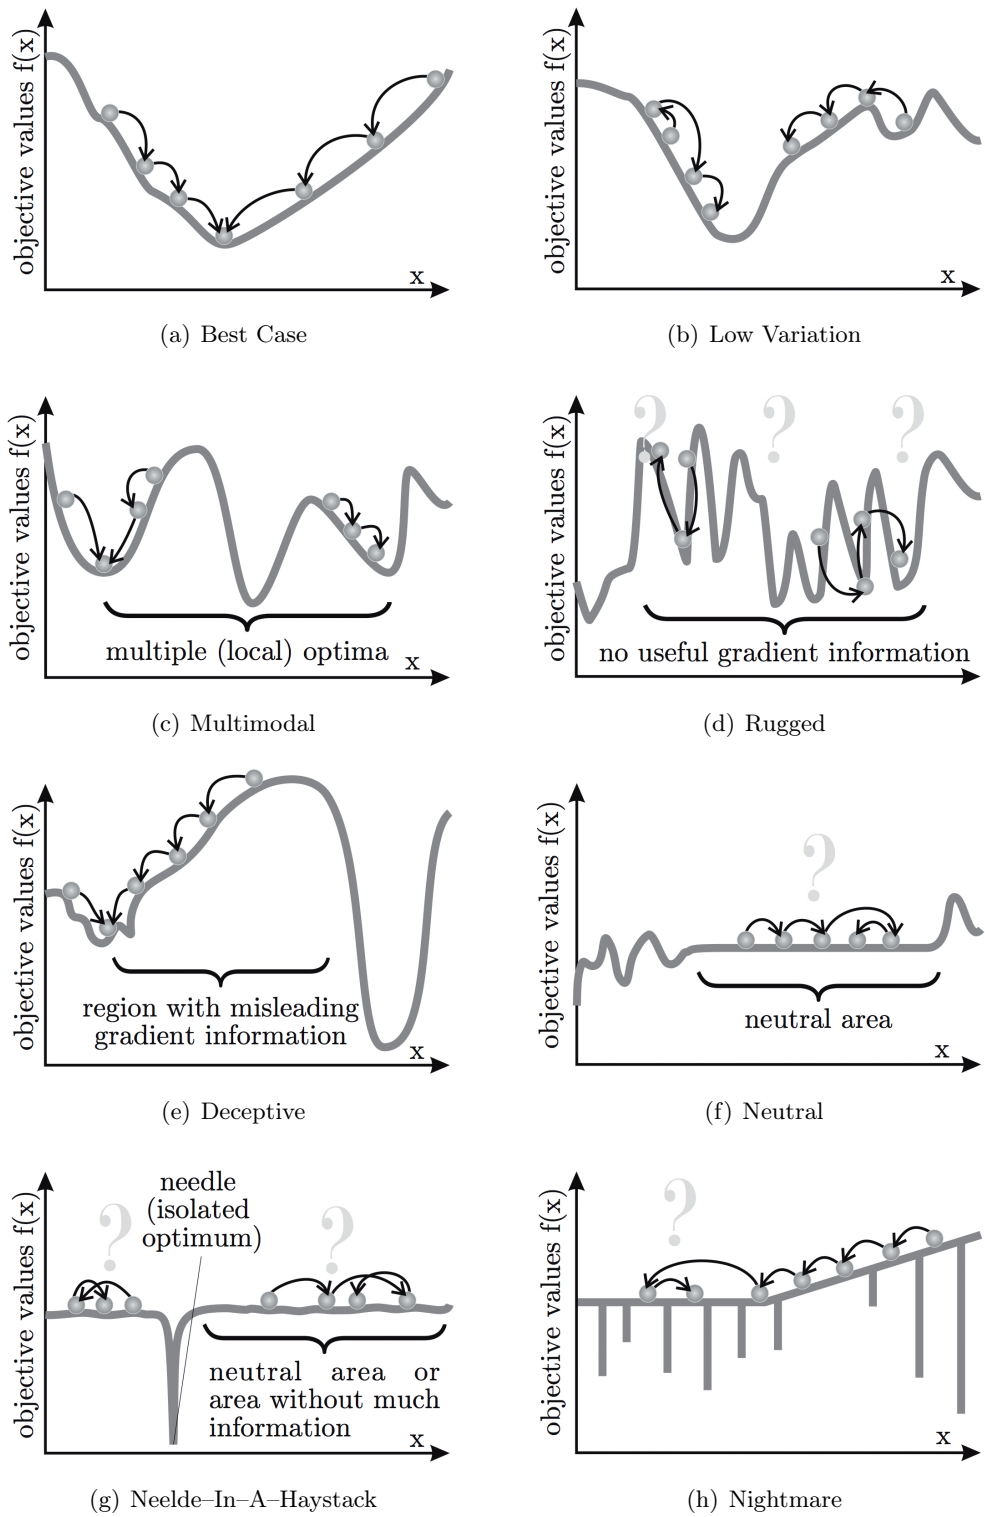 objective values f(x)
x
(a) Best Case
objective values f(x)
x
(b) Low Variation
objective values f(x)
multiple (local) optima
x
(c) Multimodal
objective values f(x)
?
?
?
no useful gradient information
(d) Rugged
objective values f(x)
region with misleading
gradient information
x
(e) Deceptive
objective values f(x)
?
neutral area
x
(f) Neutral
objective values f(x)
?
needle
(isolated
optimum)
?
neutral area or
area without much
information
x
(g) Neelde–In–A–Haystack
objective values f(x)
?
x
(h) Nightmare